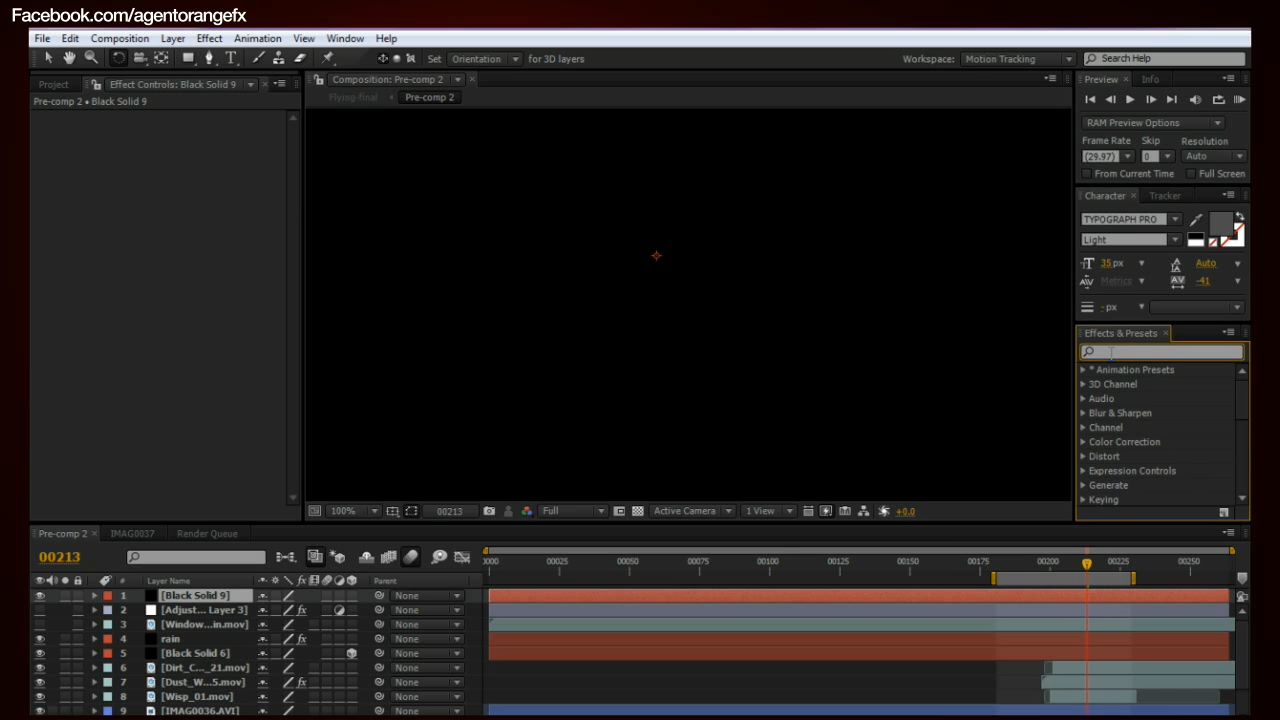 Facebook.com/agentorangefx
File Edit Composition Layer Effect Animation View Window Help
Set Orientation for 3D layers Workspace: Motion Tracking Search Help
Project Effect Controls: Black Solid 9 Composition: Pre-comp 2 Preview Info
Pre-comp 2 • Black Solid 9 Flying-final Pre-comp 2
RAM Preview Options
Frame Rate Skip Resolution
(29.97) 0 Auto
From Current Time Full Screen
Character Tracker
TYPOGRAPH PRO
Light
35 px Auto
Metrics -41
- px
Effects & Presets
* Animation Presets
3D Channel
Audio
Blur & Sharpen
Channel
Color Correction
Distort
Expression Controls
Generate
Keying
100% 00213 Full Active Camera 1 View +0.0
Pre-comp 2 IMAG0037 Render Queue
00213 0000 00025 00050 00075 00100 00125 00150 00175 00200 00225 00250
# Layer Name Parent
1 [Black Solid 9] None
2 [Adjust... Layer 3] None
3 [Window...in.mov] None
4 rain None
5 [Black Solid 6] None
6 [Dirt_C..._21.mov] None
7 [Dust_W...5.mov] None
8 [Wisp_01.mov] None
9 [IMAG0036.AVI] None